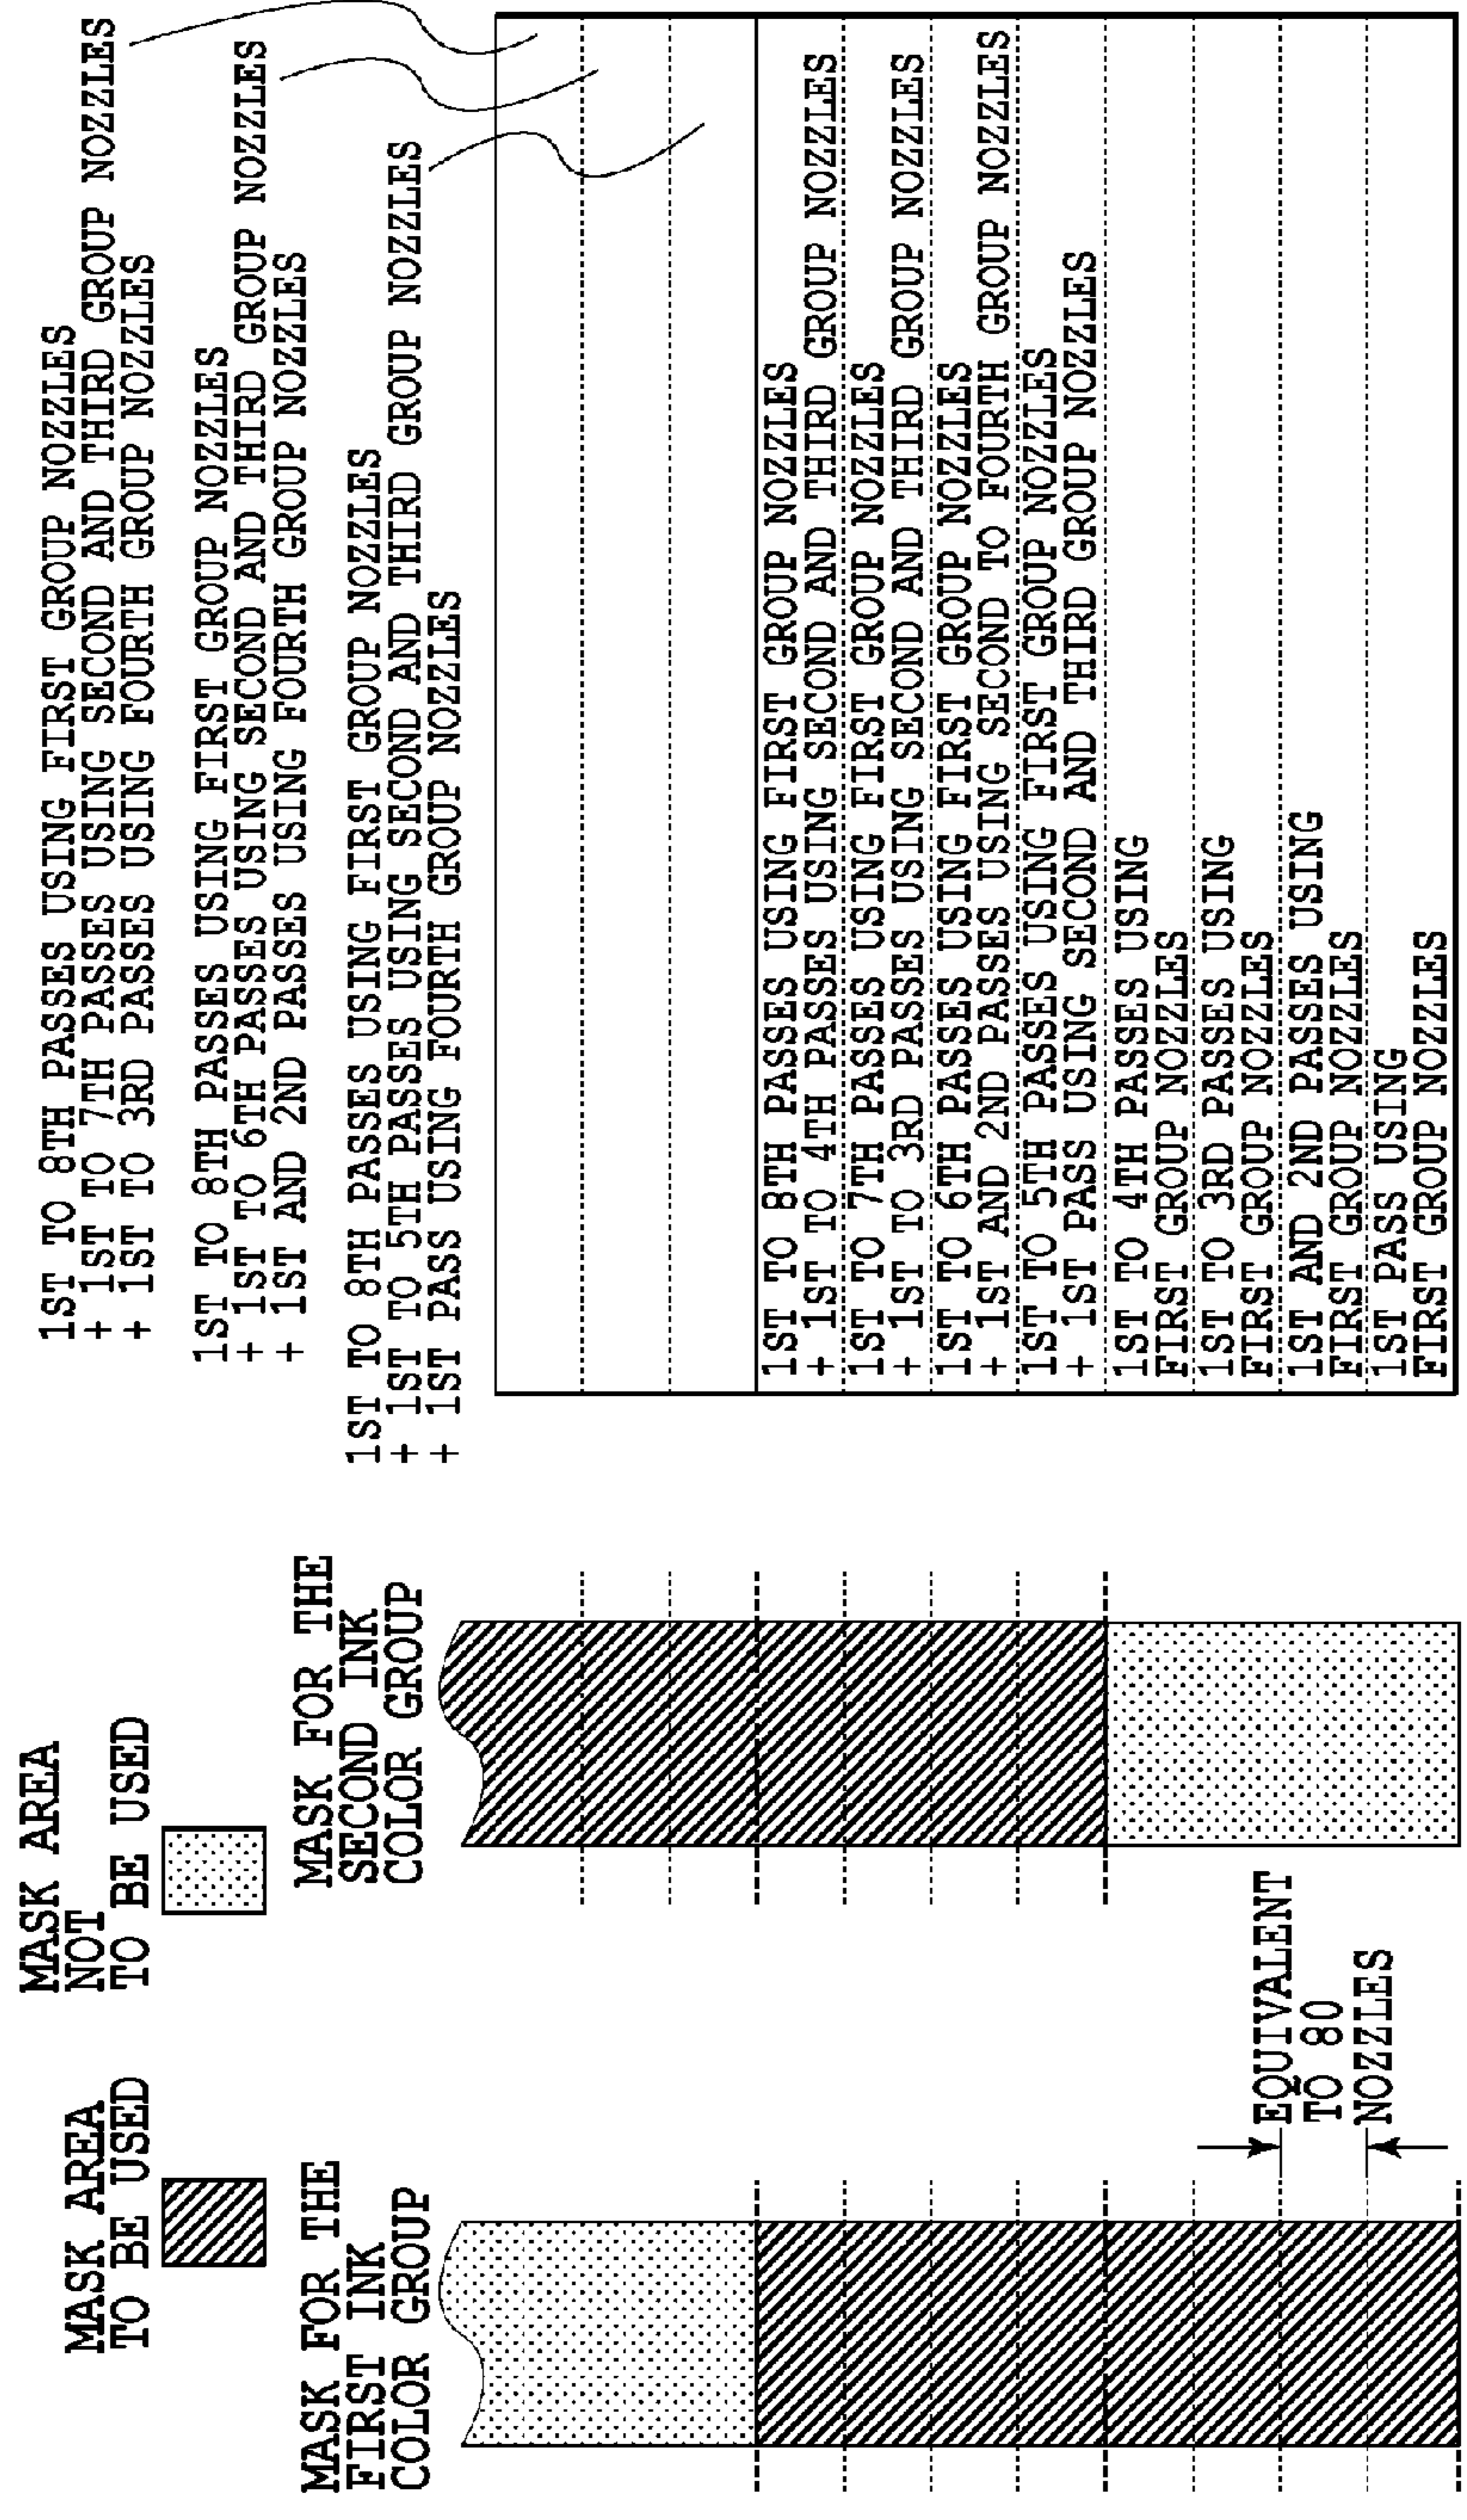 MASK AREA
TO BE USED
MASK AREA
NOT
TO BE USED
MASK FOR THE
FIRST INK
COLOR GROUP
MASK FOR THE
SECOND INK
COLOR GROUP
EQUIVALENT
TO 80
NOZZLES
1ST TO 8TH PASSES USING FIRST GROUP NOZZLES
+ 1ST TO 7TH PASSES USING SECOND AND THIRD GROUP NOZZLES
+ 1ST TO 3RD PASSES USING FOURTH GROUP NOZZLES
1ST TO 8TH PASSES USING FIRST GROUP NOZZLES
+ 1ST TO 6TH PASSES USING SECOND AND THIRD GROUP NOZZLES
+ 1ST AND 2ND PASSES USING FOURTH GROUP NOZZLES
1ST TO 8TH PASSES USING FIRST GROUP NOZZLES
+ 1ST TO 5TH PASSES USING SECOND AND THIRD GROUP NOZZLES
+ 1ST PASS USING FOURTH GROUP NOZZLES
1ST TO 8TH PASSES USING FIRST GROUP NOZZLES
+ 1ST TO 4TH PASSES USING SECOND AND THIRD GROUP NOZZLES
1ST TO 7TH PASSES USING FIRST GROUP NOZZLES
+ 1ST TO 3RD PASSES USING SECOND AND THIRD GROUP NOZZLES
1ST TO 6TH PASSES USING FIRST GROUP NOZZLES
+ 1ST AND 2ND PASSES USING SECOND TO FOURTH GROUP NOZZLES
1ST TO 5TH PASSES USING FIRST GROUP NOZZLES
+ 1ST PASS USING SECOND AND THIRD GROUP NOZZLES
1ST TO 4TH PASSES USING
FIRST GROUP NOZZLES
1ST TO 3RD PASSES USING
FIRST GROUP NOZZLES
1ST AND 2ND PASSES USING
FIRST GROUP NOZZLES
1ST PASS USING
FIRST GROUP NOZZLES